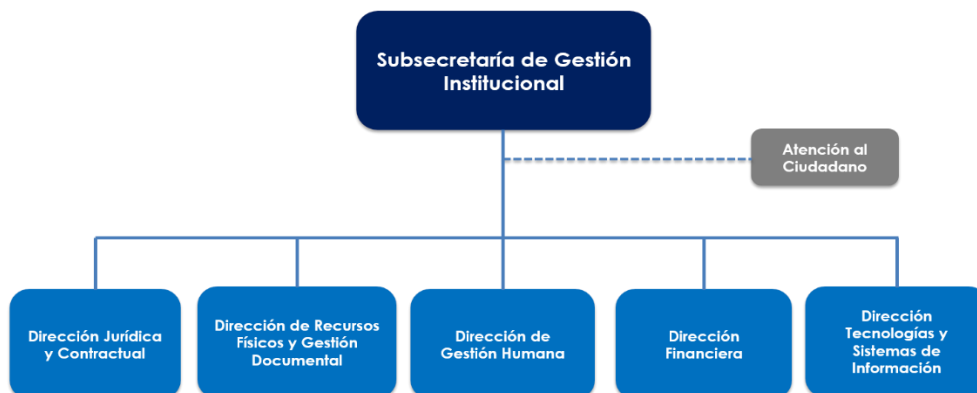 Subsecretaría de Gestión
Institucional
Atención al
Ciudadano
Dirección Jurídica
y Contractual
Dirección de Recursos
Físicos y Gestión
Documental
Dirección de
Gestión Humana
Dirección
Financiera
Dirección
Tecnologías y
Sistemas de
Información